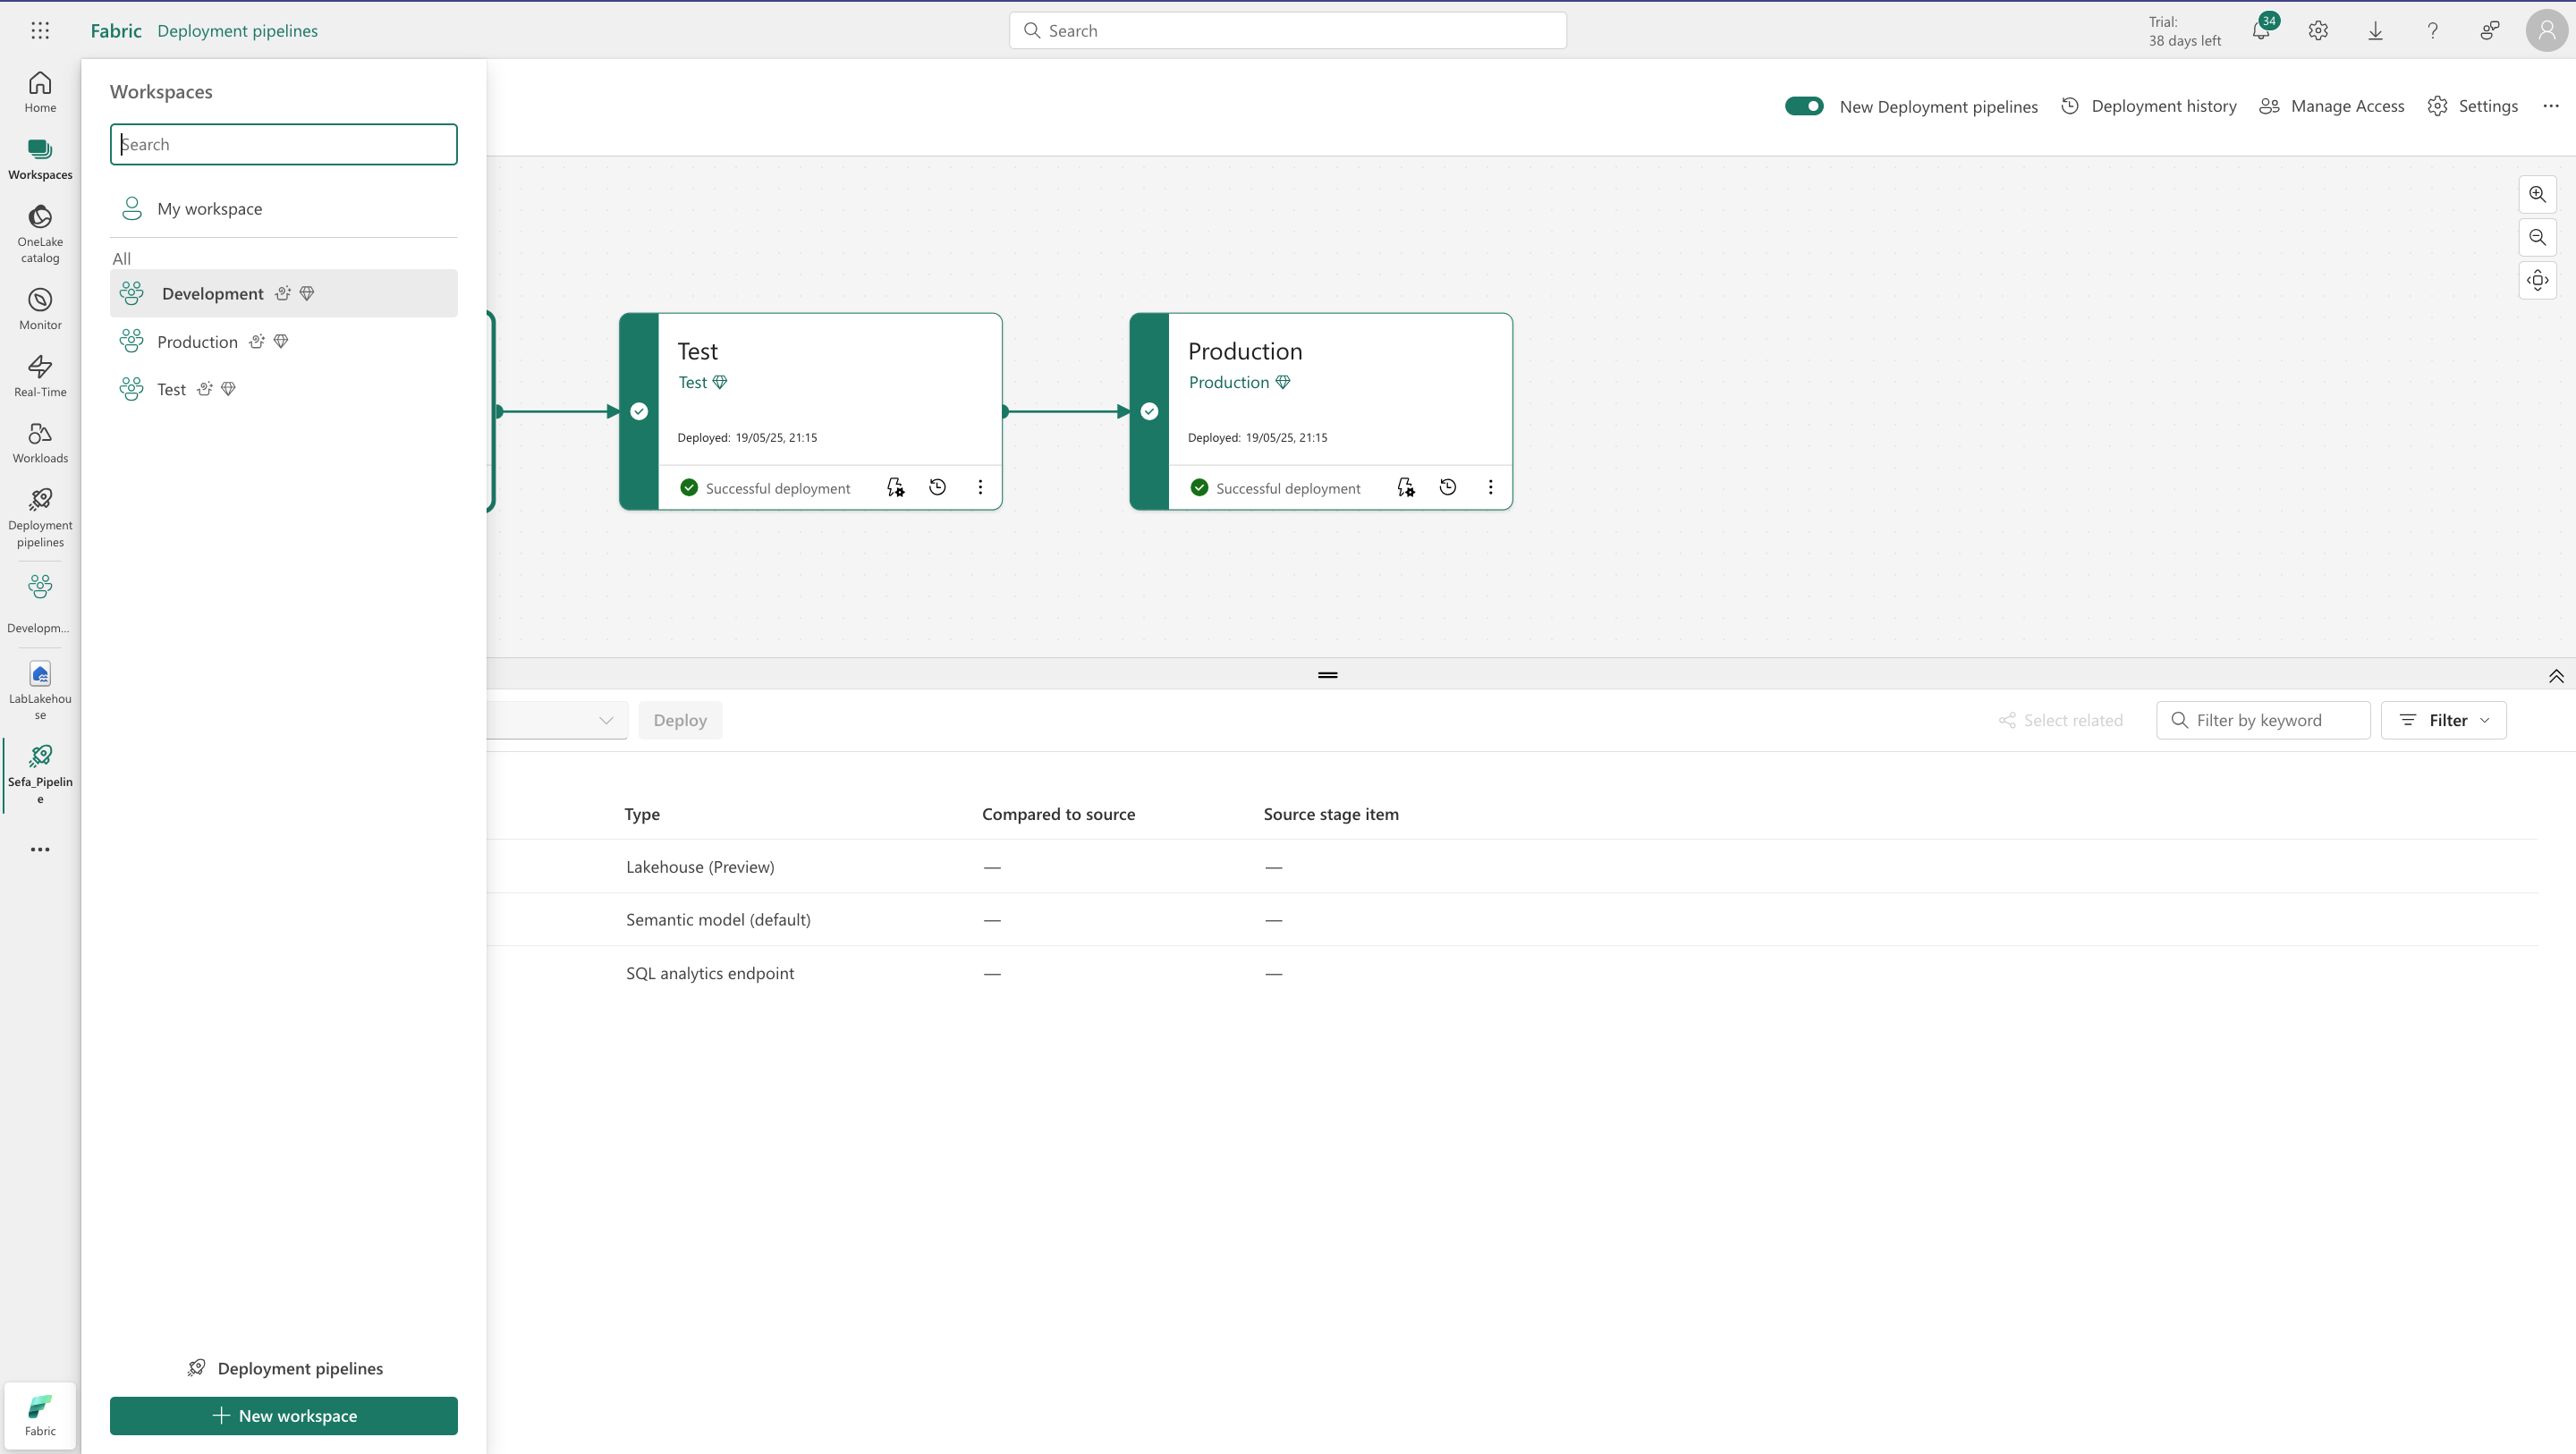 Fabric Deployment pipelines
Search
Trial:
38 days left
34
Home
Workspaces
OneLake
catalog
Monitor
Real-Time
Workloads
Deployment
pipelines
Developm...
LabLakehou
se
Sefa_Pipelin
e
Fabric
Workspaces
Search
My workspace
All
Development
Production
Test
Deployment pipelines
New workspace
New Deployment pipelines
Deployment history
Manage Access
Settings
Test
Test
Deployed: 19/05/25, 21:15
Successful deployment
Production
Production
Deployed: 19/05/25, 21:15
Successful deployment
Deploy
Select related
Filter by keyword
Filter
Type Compared to source Source stage item
Lakehouse (Preview) — —
Semantic model (default) — —
SQL analytics endpoint — —